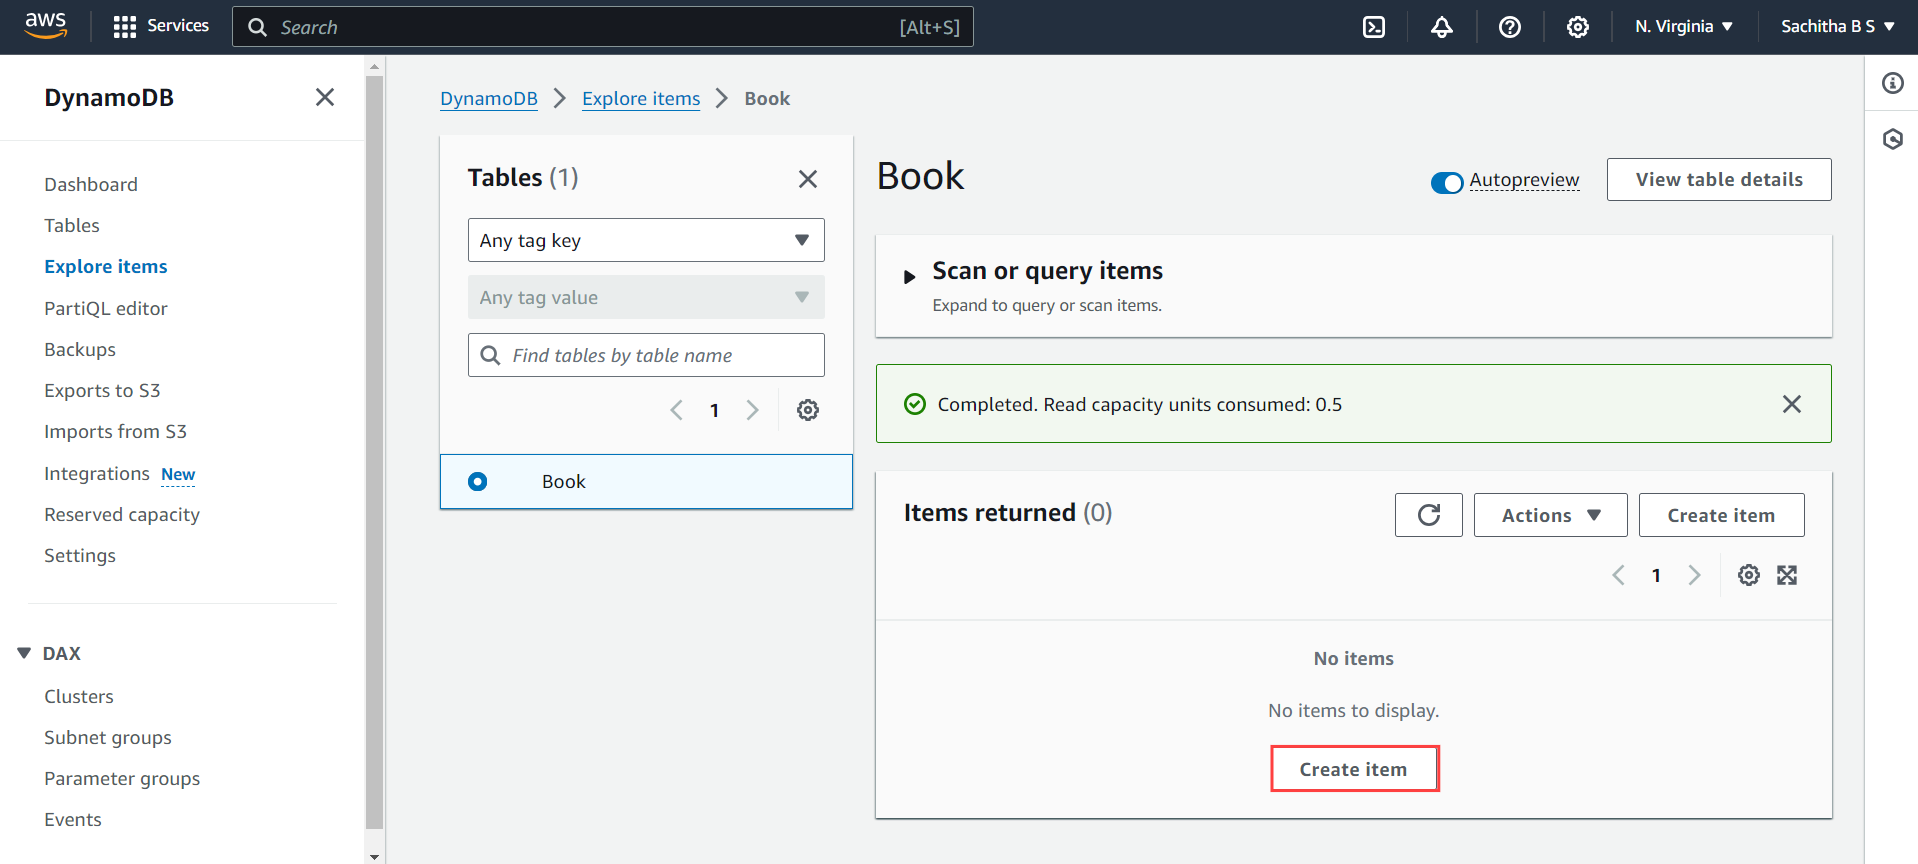 aws
Services
Search
[Alt+S]
N. Virginia
Sachitha B S
DynamoDB
Dashboard
Tables
Explore items
PartiQL editor
Backups
Exports to S3
Imports from S3
Integrations New
Reserved capacity
Settings
DAX
Clusters
Subnet groups
Parameter groups
Events
DynamoDB
Explore items
Book
Tables (1)
Any tag key
Any tag value
Find tables by table name
1
Book
Book
Autopreview
View table details
Scan or query items
Expand to query or scan items.
Completed. Read capacity units consumed: 0.5
Items returned (0)
Actions
Create item
1
No items
No items to display.
Create item